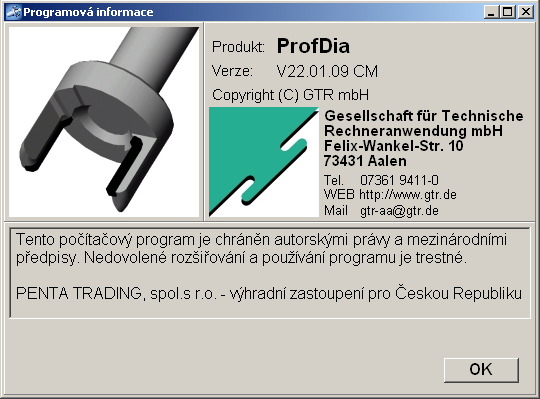 Programová informace
Produkt: ProfDia
Verze: V22.01.09 CM
Copyright (C) GTR mbH
Gesellschaft für Technische
Rechneranwendung mbH
Felix-Wankel-Str. 10
73431 Aalen
Tel. 07361 9411-0
WEB http://www.gtr.de
Mail gtr-aa@gtr.de
Tento počítačový program je chráněn autorskými právy a mezinárodními
předpisy. Nedovolené rozšiřování a používání programu je trestné.
PENTA TRADING, spol.s r.o. - výhradní zastoupení pro Českou Republiku
OK